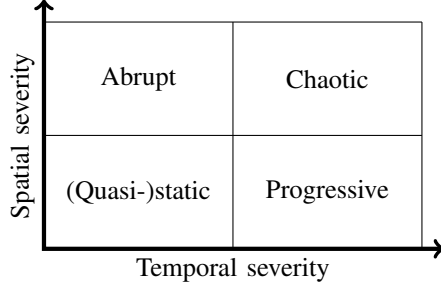 Spatial severity
Abrupt
Chaotic
(Quasi-)static
Progressive
Temporal severity